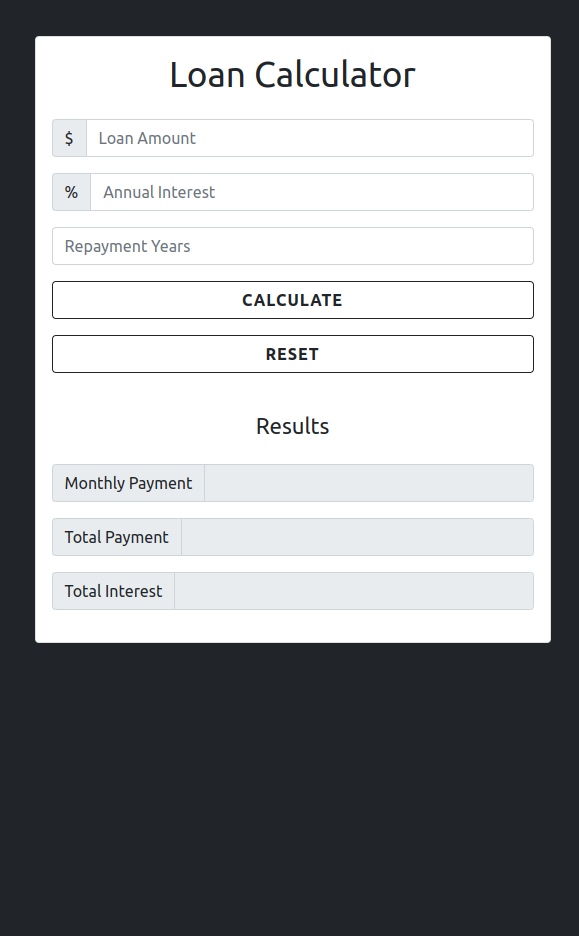 Loan Calculator
$ Loan Amount
% Annual Interest
Repayment Years
CALCULATE
RESET
Results
Monthly Payment
Total Payment
Total Interest